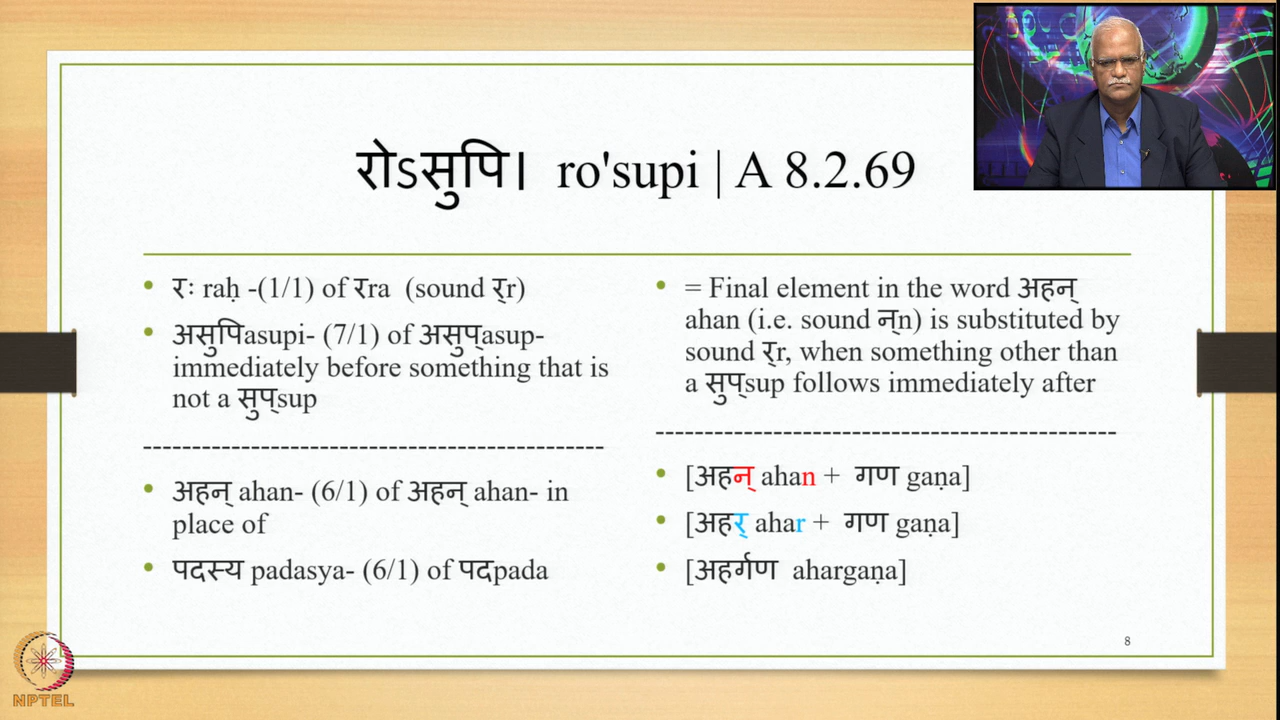 रोऽसुपि। ro'supi | A 8.2.69
• रः raḥ -(1/1) of रra (sound र्r)
• असुपिasupi- (7/1) of असुप्asup-
immediately before something that is
not a सुप्sup
---------------------------------------------
• अहन् ahan- (6/1) of अहन् ahan- in
place of
• पदस्य padasya- (6/1) of पदpada
• = Final element in the word अहन्
ahan (i.e. sound न्n) is substituted by
sound र्r, when something other than
a सुप्sup follows immediately after
---------------------------------------------
• [अहन् ahan + गण gaṇa]
• [अहर् ahar + गण gaṇa]
• [अहर्गण ahargaṇa]
8
NPTEL